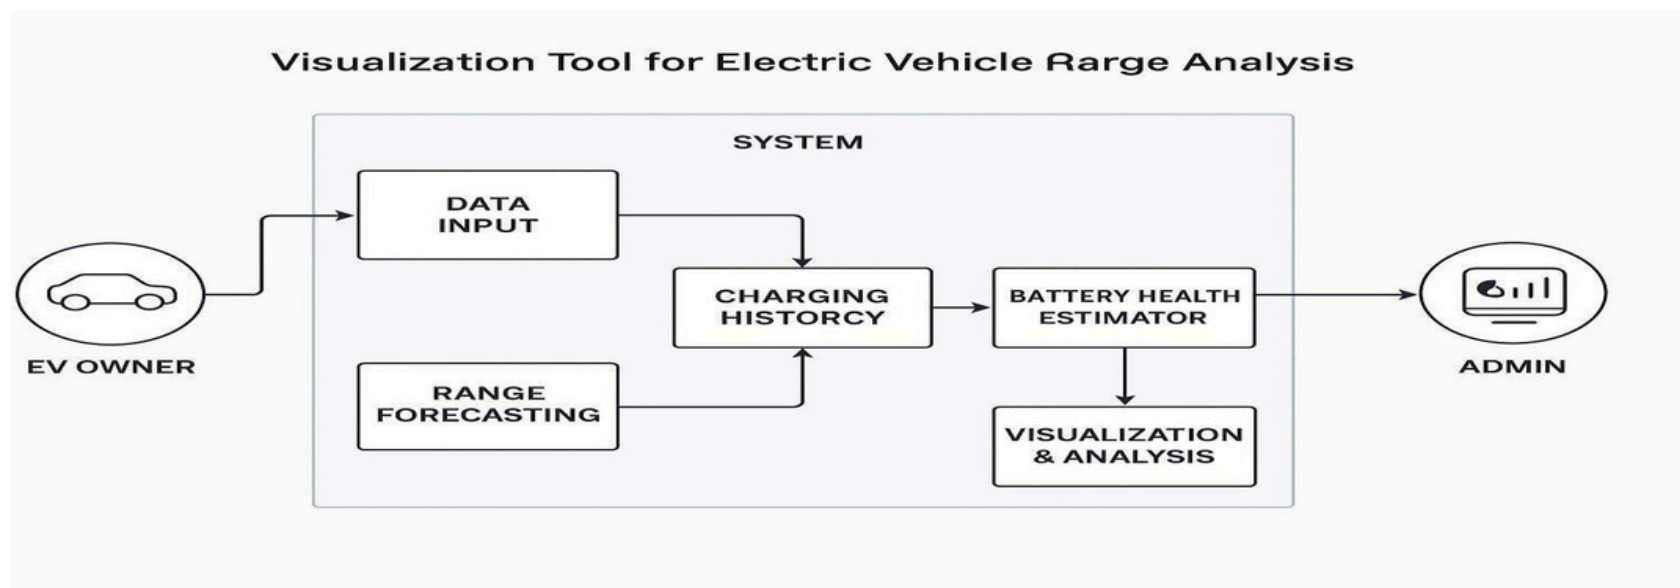 Visualization Tool for Electric Vehicle Range Analysis
SYSTEM
DATA
INPUT
CHARGING
HISTORCY
BATTERY HEALTH
ESTIMATOR
EV OWNER
ADMIN
RANGE
FORECASTING
VISUALIZATION
& ANALYSIS